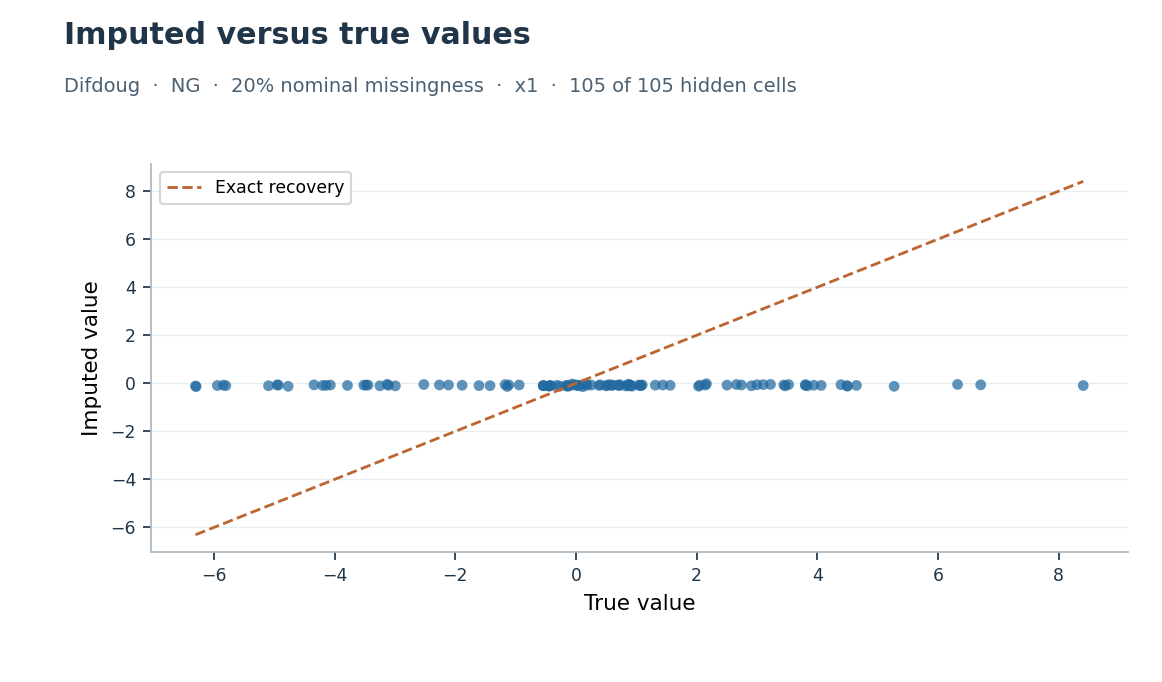 Imputed versus true values
Difdoug · NG · 20% nominal missingness · x1 · 105 of 105 hidden cells
Exact recovery
8
6
4
2
0
−2
−4
−6
Imputed value
−6 −4 −2 0 2 4 6 8
True value